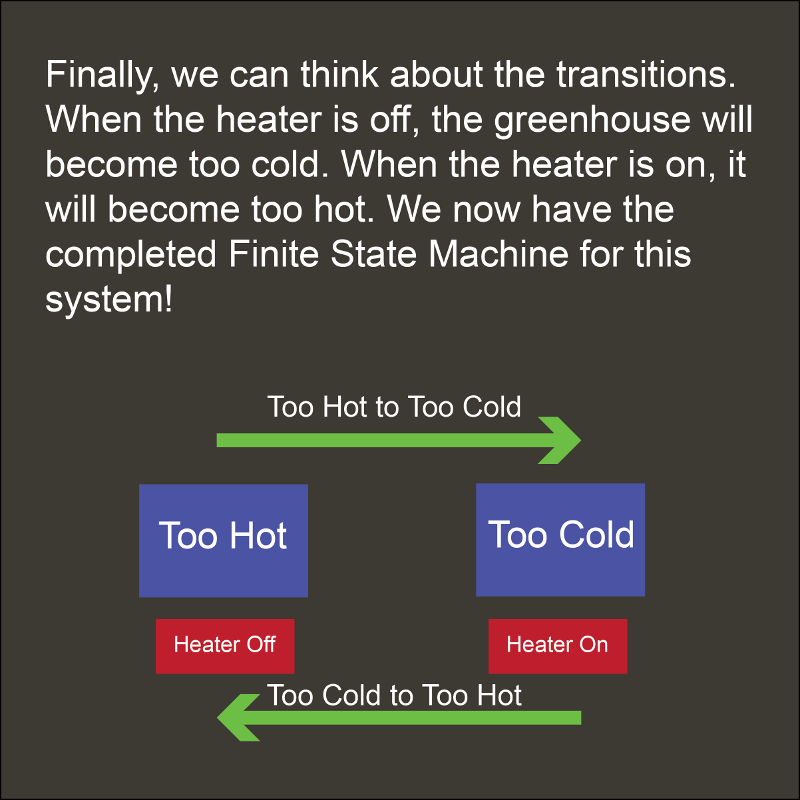 Finally, we can think about the transitions.
When the heater is off, the greenhouse will
become too cold. When the heater is on, it
will become too hot. We now have the
completed Finite State Machine for this
system!
Too Hot to Too Cold
Too Hot
Too Cold
Heater Off
Heater On
Too Cold to Too Hot